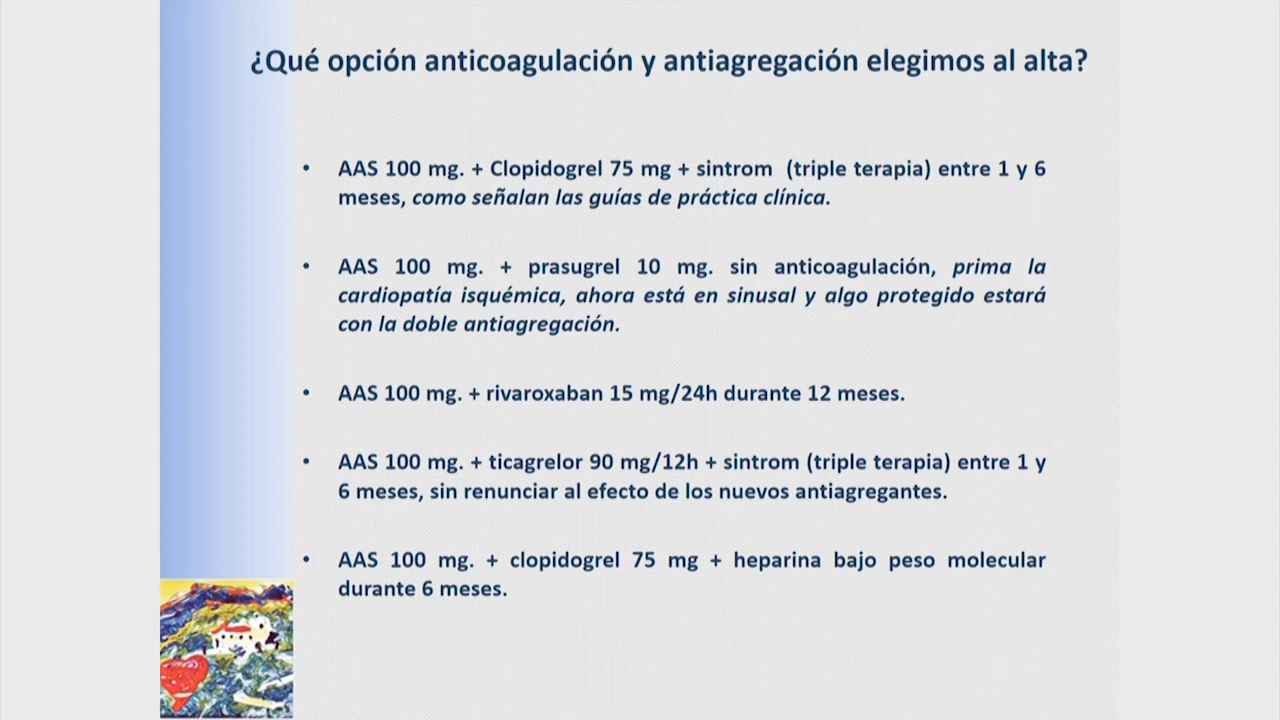 ¿Qué opción anticoagulación y antiagregación elegimos al alta?
• AAS 100 mg. + Clopidogrel 75 mg + sintrom (triple terapia) entre 1 y 6
meses, como señalan las guías de práctica clínica.
• AAS 100 mg. + prasugrel 10 mg. sin anticoagulación, prima la
cardiopatía isquémica, ahora está en sinusal y algo protegido estará
con la doble antiagregación.
• AAS 100 mg. + rivaroxaban 15 mg/24h durante 12 meses.
• AAS 100 mg. + ticagrelor 90 mg/12h + sintrom (triple terapia) entre 1 y
6 meses, sin renunciar al efecto de los nuevos antiagregantes.
• AAS 100 mg. + clopidogrel 75 mg + heparina bajo peso molecular
durante 6 meses.